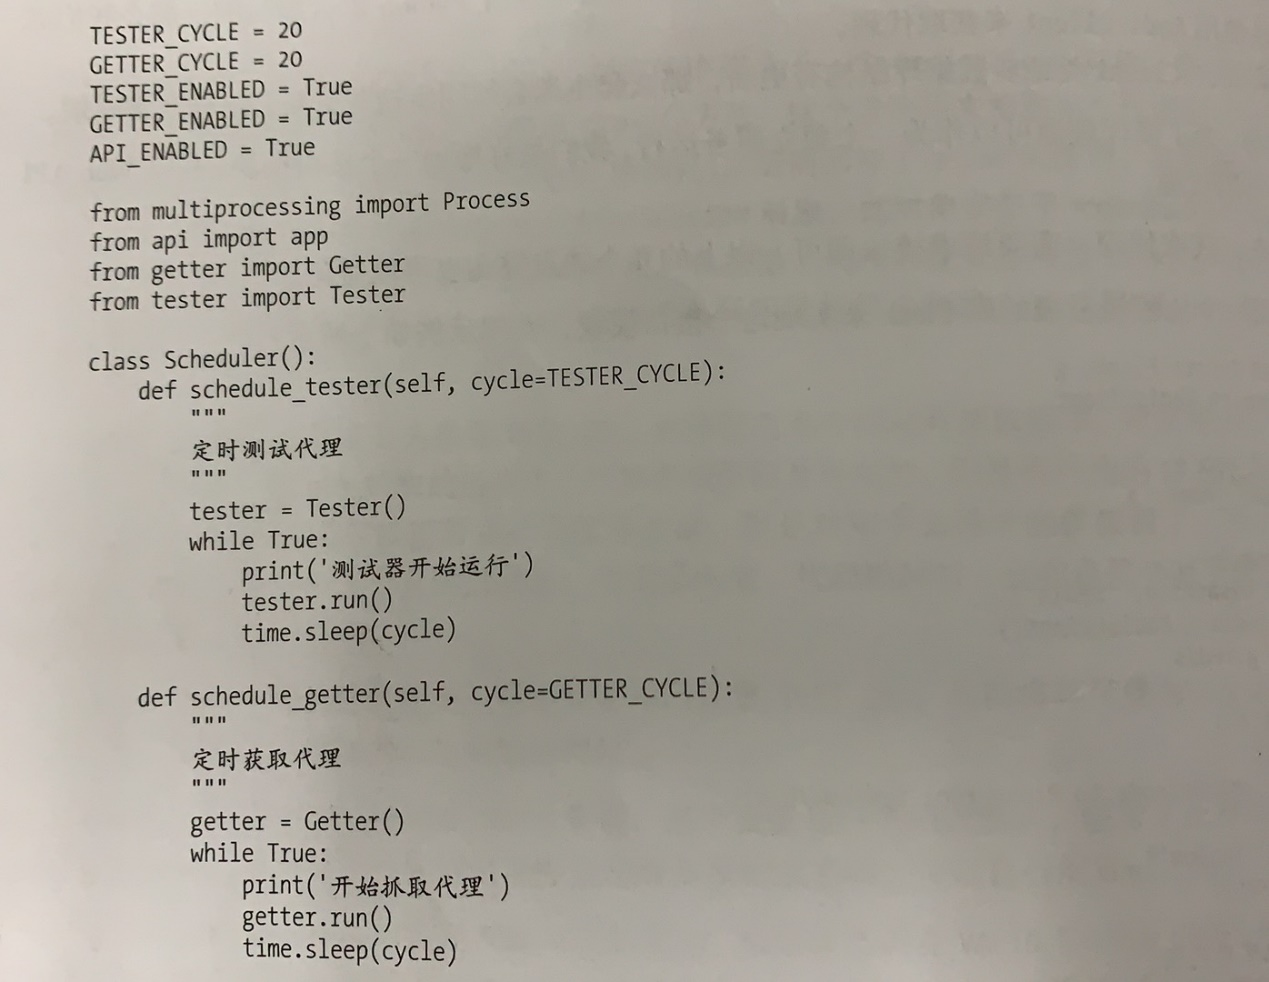 TESTER_CYCLE = 20
GETTER_CYCLE = 20
TESTER_ENABLED = True
GETTER_ENABLED = True
API_ENABLED = True

from multiprocessing import Process
from api import app
from getter import Getter
from tester import Tester

class Scheduler():
    def schedule_tester(self, cycle=TESTER_CYCLE):
        """
        定时测试代理
        """
        tester = Tester()
        while True:
            print('测试器开始运行')
            tester.run()
            time.sleep(cycle)

    def schedule_getter(self, cycle=GETTER_CYCLE):
        """
        定时获取代理
        """
        getter = Getter()
        while True:
            print('开始抓取代理')
            getter.run()
            time.sleep(cycle)